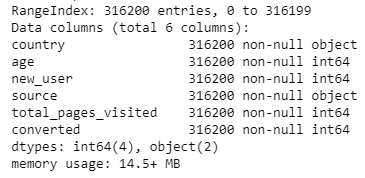 RangeIndex: 316200 entries, 0 to 316199
Data columns (total 6 columns):
country                316200 non-null object
age                    316200 non-null int64
new_user               316200 non-null int64
source                 316200 non-null object
total_pages_visited    316200 non-null int64
converted              316200 non-null int64
dtypes: int64(4), object(2)
memory usage: 14.5+ MB